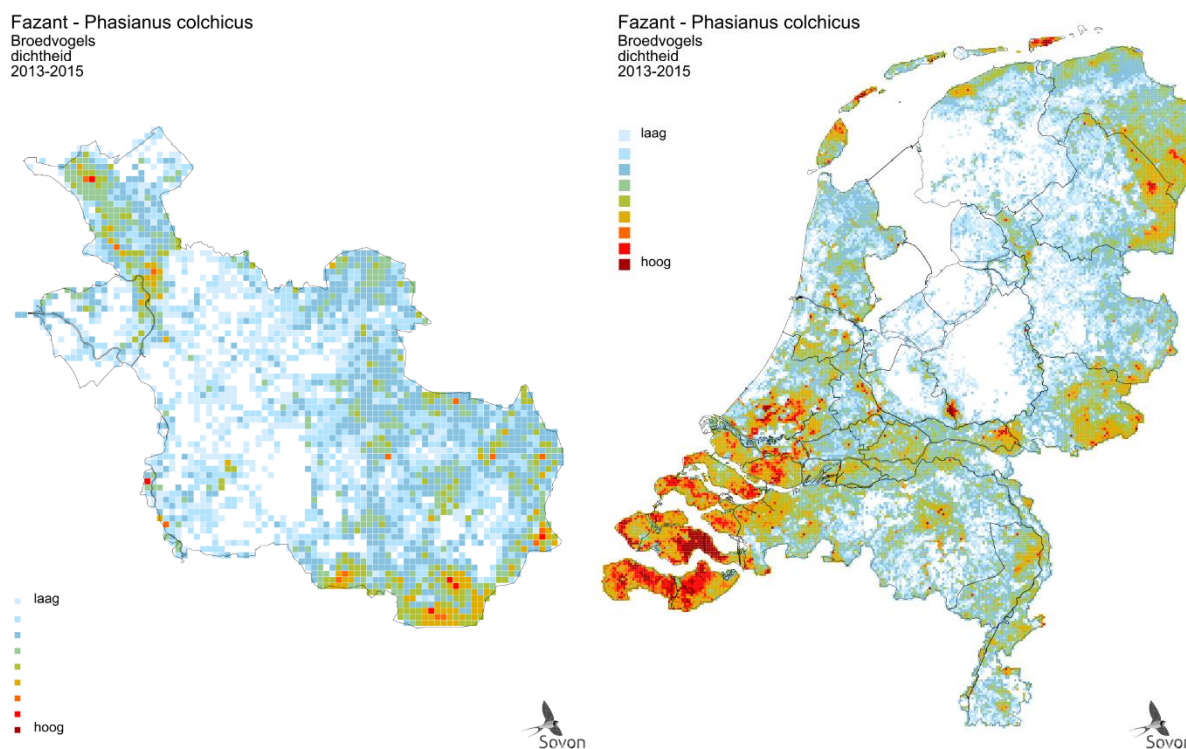 Fazant - Phasianus colchicus
Broedvogels
dichtheid
2013-2015
laag
hoog
Sovon
Fazant - Phasianus colchicus
Broedvogels
dichtheid
2013-2015
laag
hoog
Sovon